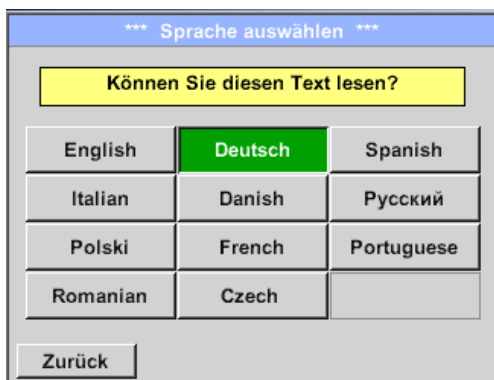 *** Sprache auswählen ***
Können Sie diesen Text lesen?
English Deutsch Spanish
Italian Danish Русский
Polski French Portuguese
Romanian Czech
Zurück